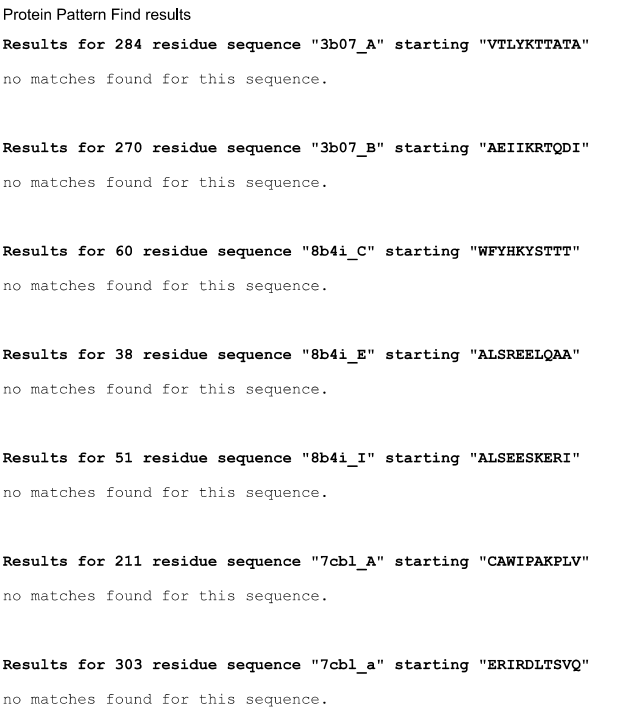 Protein Pattern Find results
Results for 284 residue sequence "3b07_A" starting "VTLYKTTATA"
no matches found for this sequence.
Results for 270 residue sequence "3b07_B" starting "AEIIKRTQDI"
no matches found for this sequence.
Results for 60 residue sequence "8b4i_C" starting "WFYHKYSTTT"
no matches found for this sequence.
Results for 38 residue sequence "8b4i_E" starting "ALSREELQAA"
no matches found for this sequence.
Results for 51 residue sequence "8b4i_I" starting "ALSEESKERI"
no matches found for this sequence.
Results for 211 residue sequence "7cbl_A" starting "CAWIPAKPLV"
no matches found for this sequence.
Results for 303 residue sequence "7cbl_a" starting "ERIRDLTSVQ"
no matches found for this sequence.